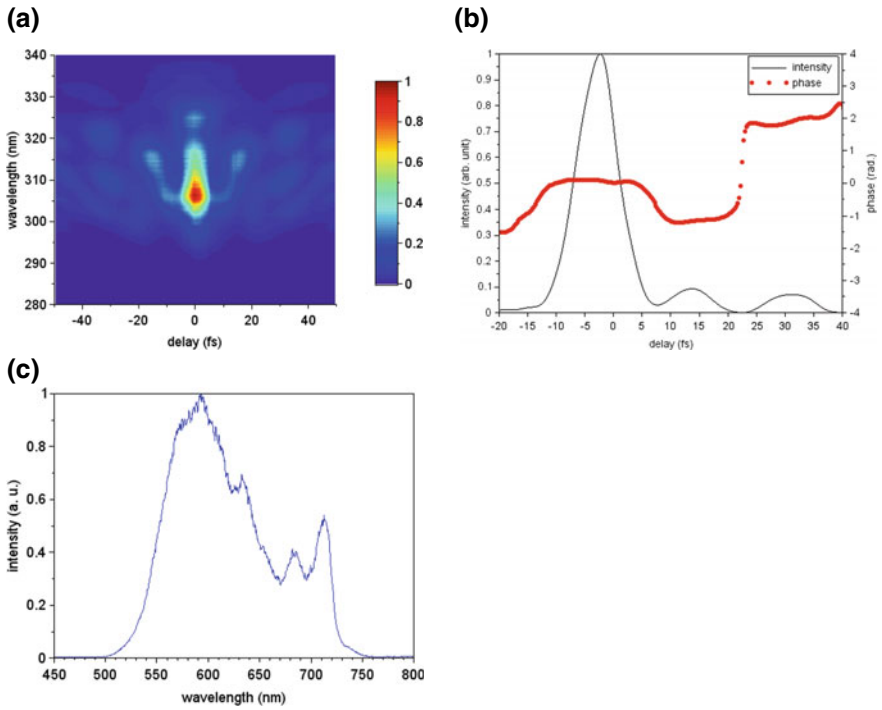 (a)
340
330
320
310
300
290
280
wavelength (nm)
-40 -20 0 20 40
delay (fs)
1
0.8
0.6
0.4
0.2
0
(b)
1
0.9
0.8
0.7
0.6
0.5
0.4
0.3
0.2
0.1
0
intensity (arb. unit)
intensity
phase
4
3
2
1
0
-1
-2
-3
-4
phase (rad.)
-20 -15 -10 -5 0 5 10 15 20 25 30 35 40
delay (fs)
(c)
1
0.8
0.6
0.4
0.2
0
intensity (a. u.)
450 500 550 600 650 700 750 800
wavelength (nm)